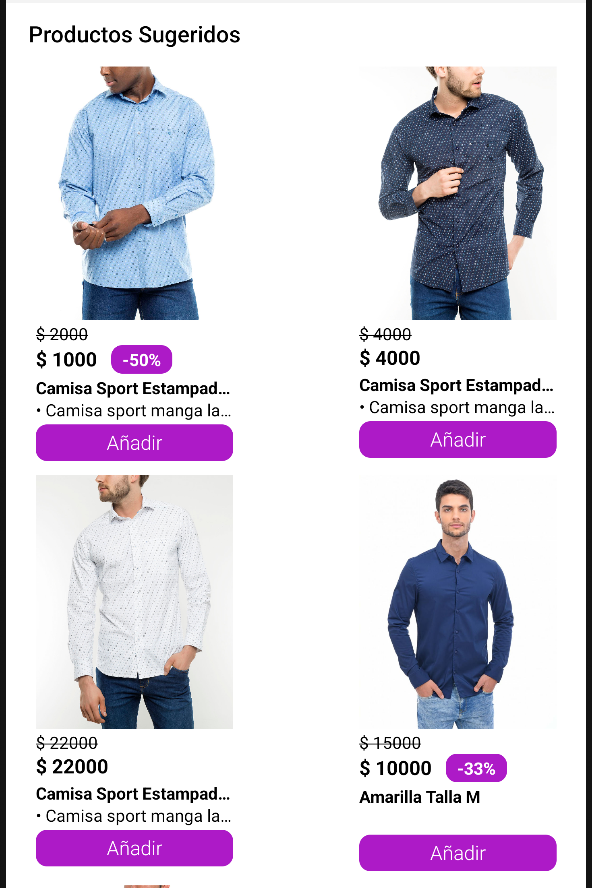 Productos Sugeridos
$ 2000
$ 1000 -50%
Camisa Sport Estampad...
• Camisa sport manga la...
Añadir
$ 4000
$ 4000
Camisa Sport Estampad...
• Camisa sport manga la...
Añadir
$ 22000
$ 22000
Camisa Sport Estampad...
• Camisa sport manga la...
Añadir
$ 15000
$ 10000 -33%
Amarilla Talla M
Añadir